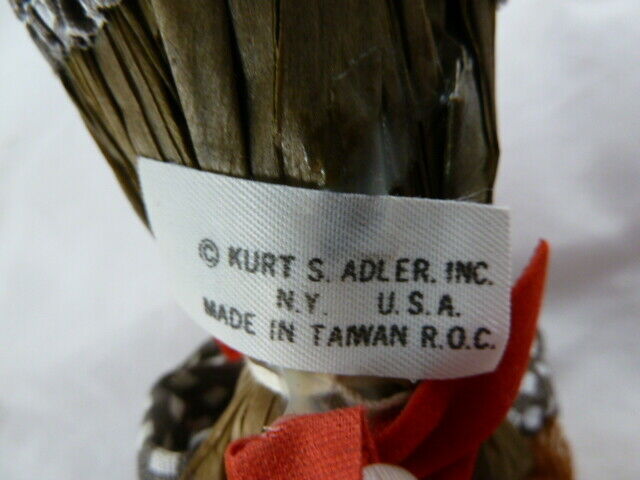 © KURT S. ADLER. INC.
N.Y. U.S.A.
MADE IN TAIWAN R.O.C.